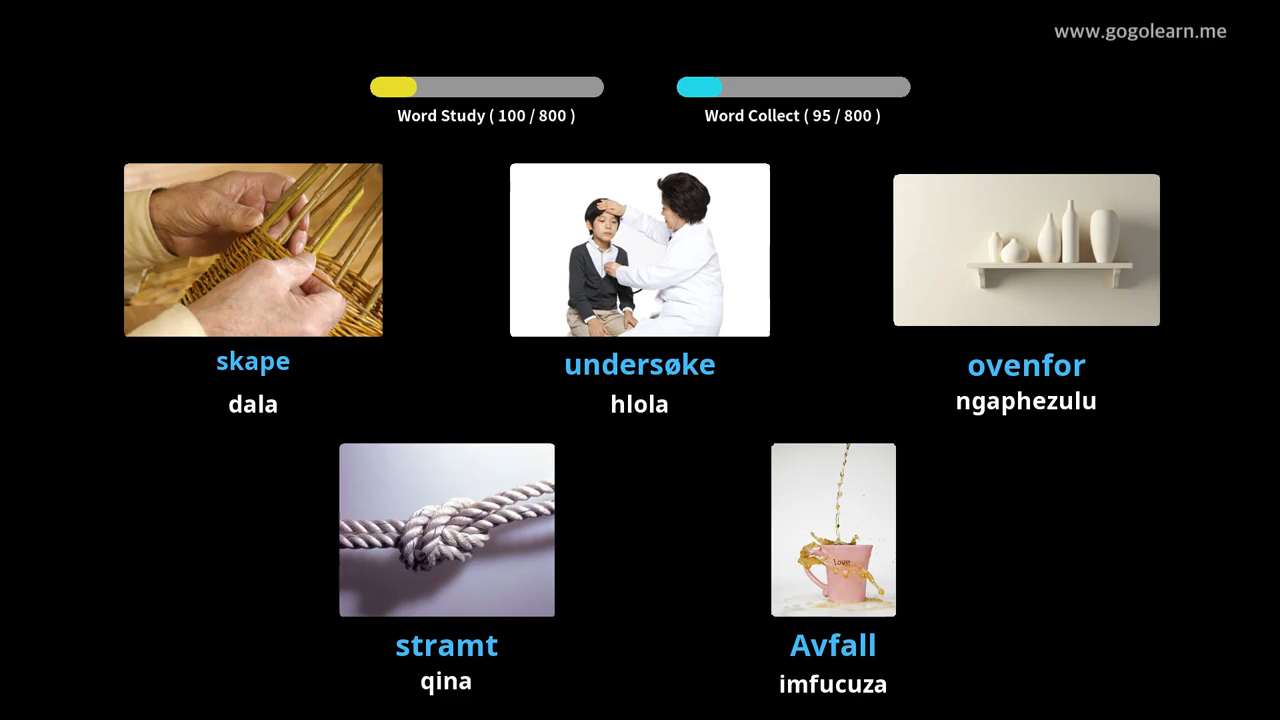 www.gogolearn.me
Word Study ( 100 / 800 )
Word Collect ( 95 / 800 )
skape
dala
undersøke
hlola
ovenfor
ngaphezulu
love
stramt
qina
Avfall
imfucuza